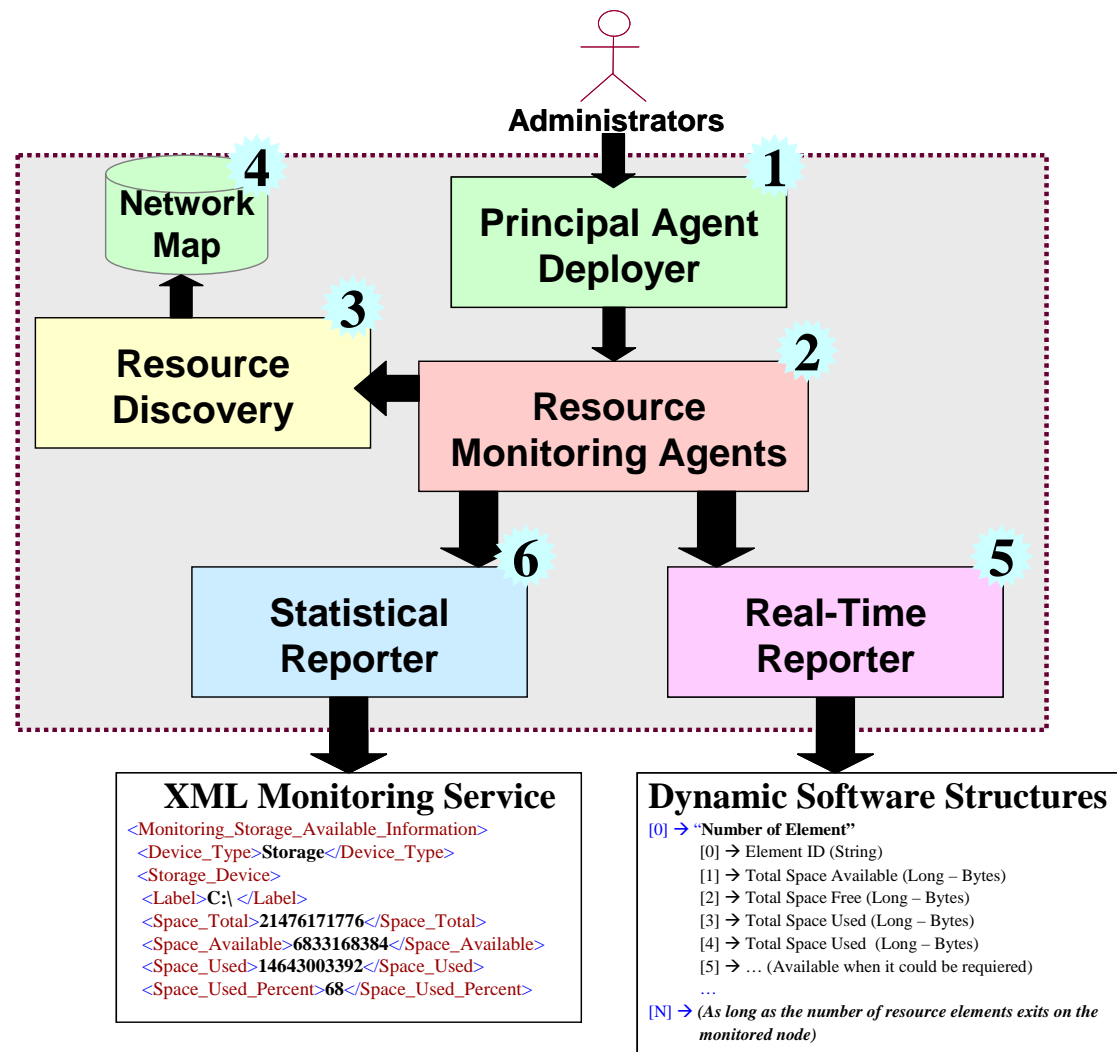 Administrators
1
Principal Agent
Deployer
4
Network
Map
3
Resource
Discovery
2
Resource
Monitoring Agents
6
Statistical
Reporter
5
Real-Time
Reporter
XML Monitoring Service
<Monitoring_Storage_Available_Information>
<Device_Type>Storage</Device_Type>
<Storage_Device>
<Label>C:\ </Label>
<Space_Total>21476171776</Space_Total>
<Space_Available>6833168384</Space_Available>
<Space_Used>14643003392</Space_Used>
<Space_Used_Percent>68</Space_Used_Percent>
Dynamic Software Structures
[0] → “Number of Element”
[0] → Element ID (String)
[1] → Total Space Available (Long – Bytes)
[2] → Total Space Free (Long – Bytes)
[3] → Total Space Used (Long – Bytes)
[4] → Total Space Used (Long – Bytes)
[5] → … (Available when it could be requiered)
…
[N] → (As long as the number of resource elements exits on the
monitored node)